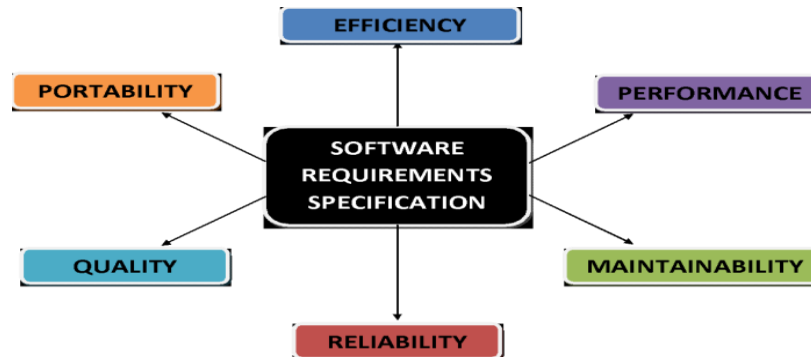 EFFICIENCY
PORTABILITY
PERFORMANCE
SOFTWARE
REQUIREMENTS
SPECIFICATION
QUALITY
MAINTAINABILITY
RELIABILITY